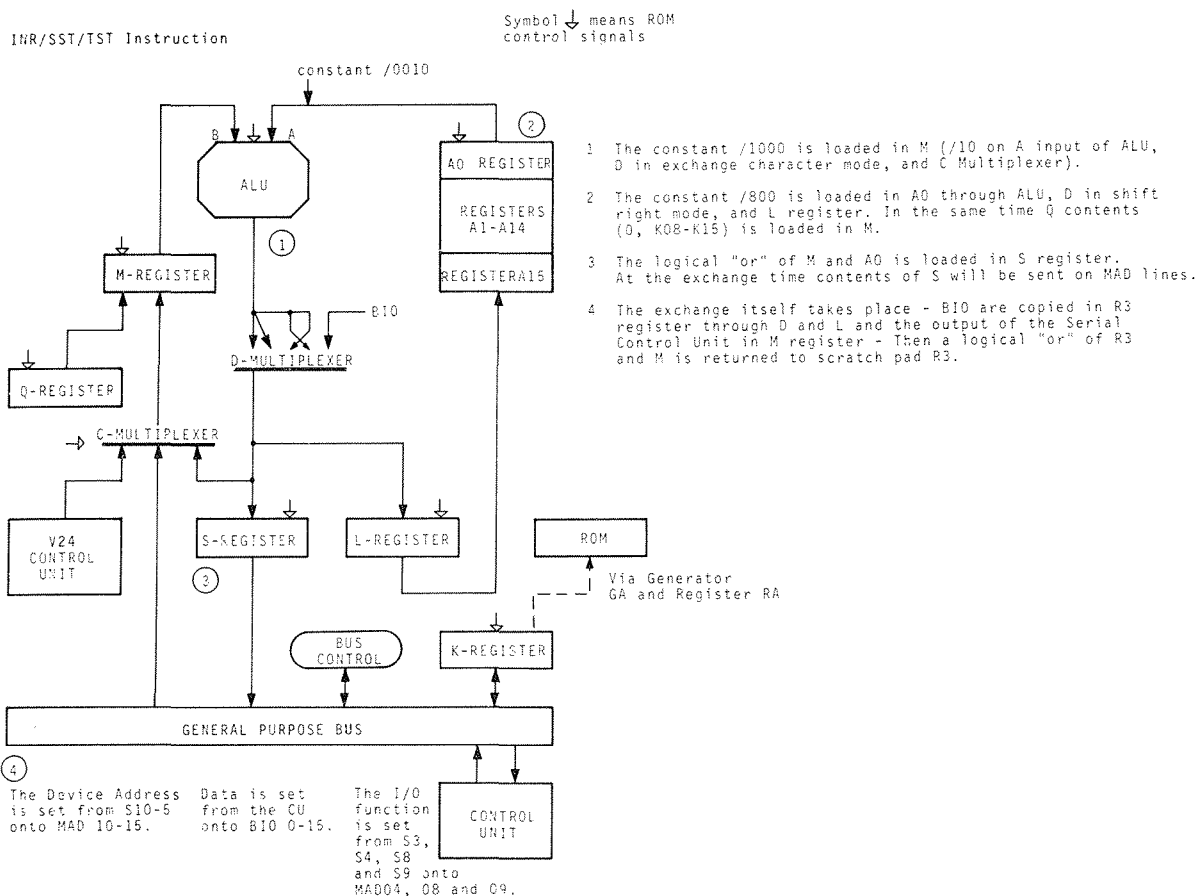 Symbol means ROM
control signals
INR/SST/TST Instruction
constant /0010
B
A
2
AO REGISTER
ALU
REGISTERS
A1-A14
1
M-REGISTER
REGISTERA15
BIO
D-MULTIPLEXER
Q-REGISTER
C-MULTIPLEXER
V24
CONTROL
UNIT
S-REGISTER
L-REGISTER
ROM
3
Via Generator
GA and Register RA
BUS
CONTROL
K-REGISTER
GENERAL PURPOSE BUS
4
The Device Address
is set from S10-5
onto MAD 10-15.
Data is set
from the CU
onto BIO 0-15.
The I/O
function
is set
from S3,
S4, S8
and S9 onto
MAD04, 08 and 09.
CONTROL
UNIT
1 The constant /1000 is loaded in M (/10 on A input of ALU,
D in exchange character mode, and C Multiplexer).
2 The constant /800 is loaded in A0 through ALU, D in shift
right mode, and L register. In the same time Q contents
(0, K08-K15) is loaded in M.
3 The logical "or" of M and A0 is loaded in S register.
At the exchange time contents of S will be sent on MAD lines.
4 The exchange itself takes place - BIO are copied in R3
register through D and L and the output of the Serial
Control Unit in M register - Then a logical "or" of R3
and M is returned to scratch pad R3.